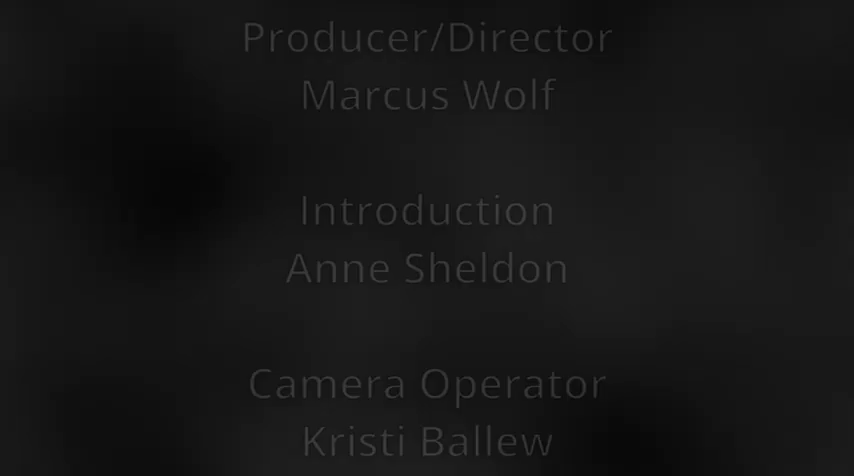 Producer/Director
Marcus Wolf
Introduction
Anne Sheldon
Camera Operator
Kristi Ballew